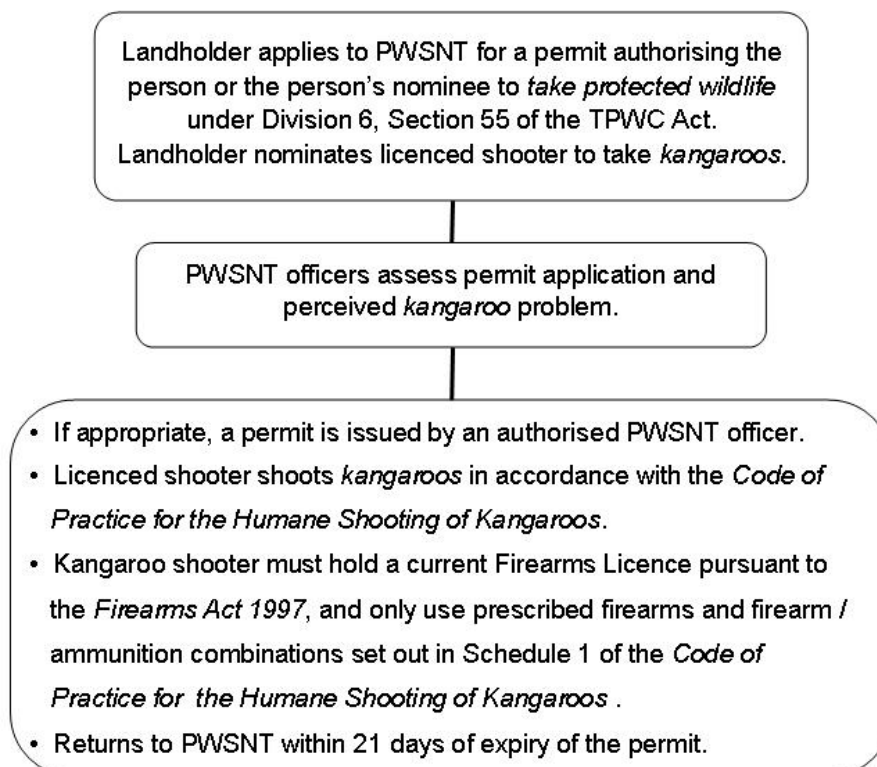 Landholder applies to PWSNT for a permit authorising the
person or the person's nominee to take protected wildlife
under Division 6, Section 55 of the TPWC Act.
Landholder nominates licenced shooter to take kangaroos.
PWSNT officers assess permit application and
perceived kangaroo problem.
• If appropriate, a permit is issued by an authorised PWSNT officer.
• Licenced shooter shoots kangaroos in accordance with the Code of
Practice for the Humane Shooting of Kangaroos.
• Kangaroo shooter must hold a current Firearms Licence pursuant to
the Firearms Act 1997, and only use prescribed firearms and firearm /
ammunition combinations set out in Schedule 1 of the Code of
Practice for the Humane Shooting of Kangaroos .
• Returns to PWSNT within 21 days of expiry of the permit.